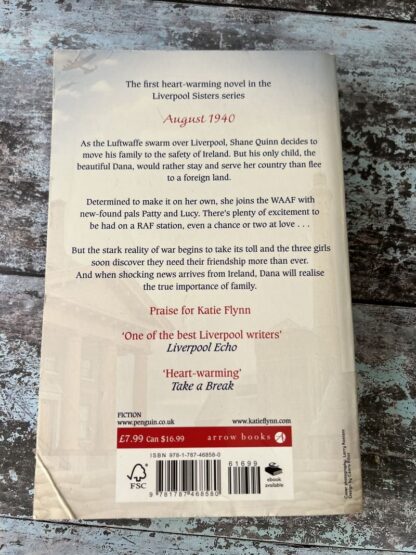 The first heart-warming novel in the
Liverpool Sisters series
August 1940
As the Luftwaffe swarm over Liverpool, Shane Quinn decides to
move his family to the safety of Ireland. But his only child, the
beautiful Dana, would rather stay and serve her country than flee
to a foreign land.
Determined to make it on her own, she joins the WAAF with
new-found pals Patty and Lucy. There's plenty of excitement to
be had on a RAF station, even a chance or two at love . . .
But the stark reality of war begins to take its toll and the three girls
soon discover they need their friendship more than ever.
And when shocking news arrives from Ireland, Dana will realise
the true importance of family.
Praise for Katie Flynn
'One of the best Liverpool writers'
Liverpool Echo
'Heart-warming'
Take a Break
FICTION
www.penguin.co.uk
www.katieflynn.com
£7.99 Can $16.99
arrow books
ISBN 978-1-787-46858-0
61699
FSC
ebook
available
9 781787 468580